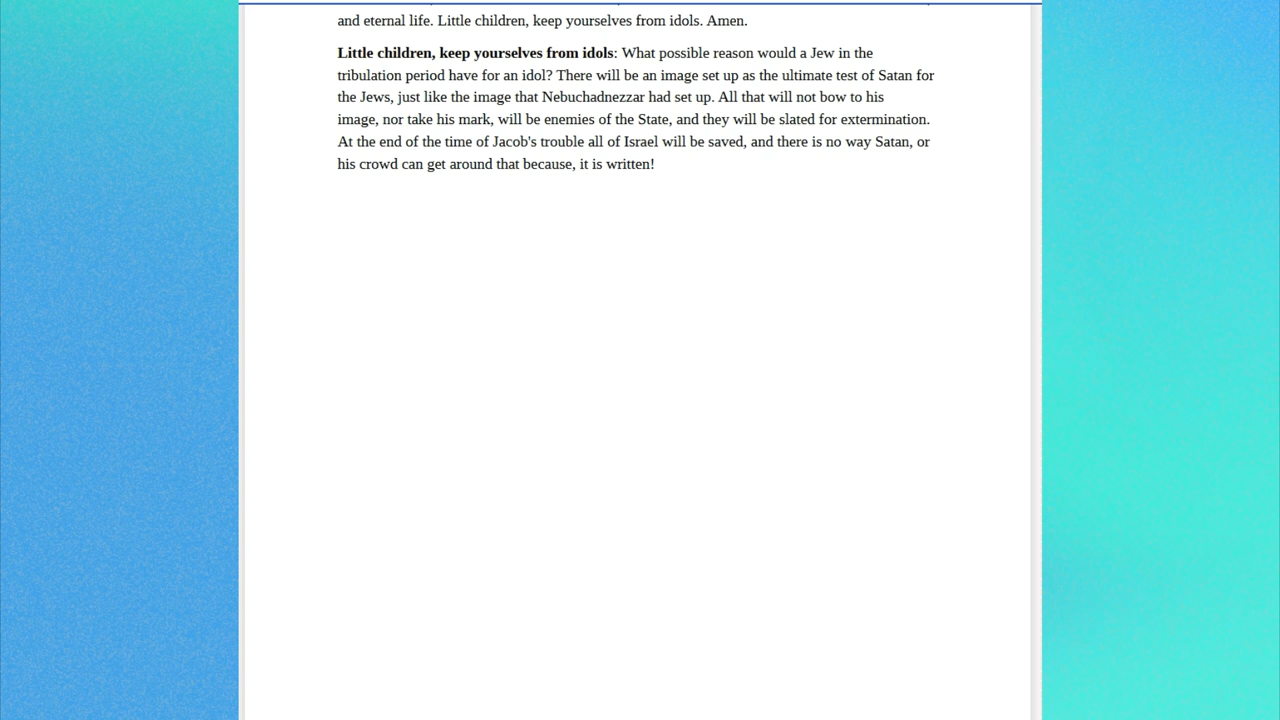 and eternal life. Little children, keep yourselves from idols. Amen.
Little children, keep yourselves from idols: What possible reason would a Jew in the
tribulation period have for an idol? There will be an image set up as the ultimate test of Satan for
the Jews, just like the image that Nebuchadnezzar had set up. All that will not bow to his
image, nor take his mark, will be enemies of the State, and they will be slated for extermination.
At the end of the time of Jacob's trouble all of Israel will be saved, and there is no way Satan, or
his crowd can get around that because, it is written!